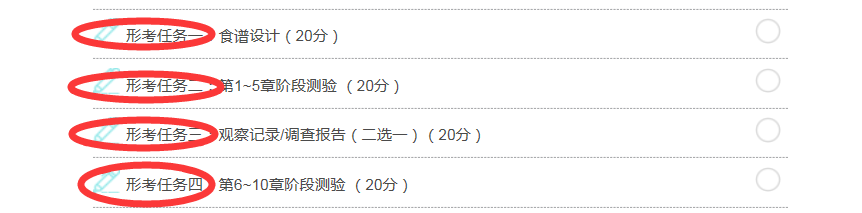 形考任务一 食谱设计（20分）
形考任务二：第1~5章阶段测验 （20分）
形考任务三 观察记录/调查报告（二选一）（20分）
形考任务四 第6~10章阶段测验 （20分）